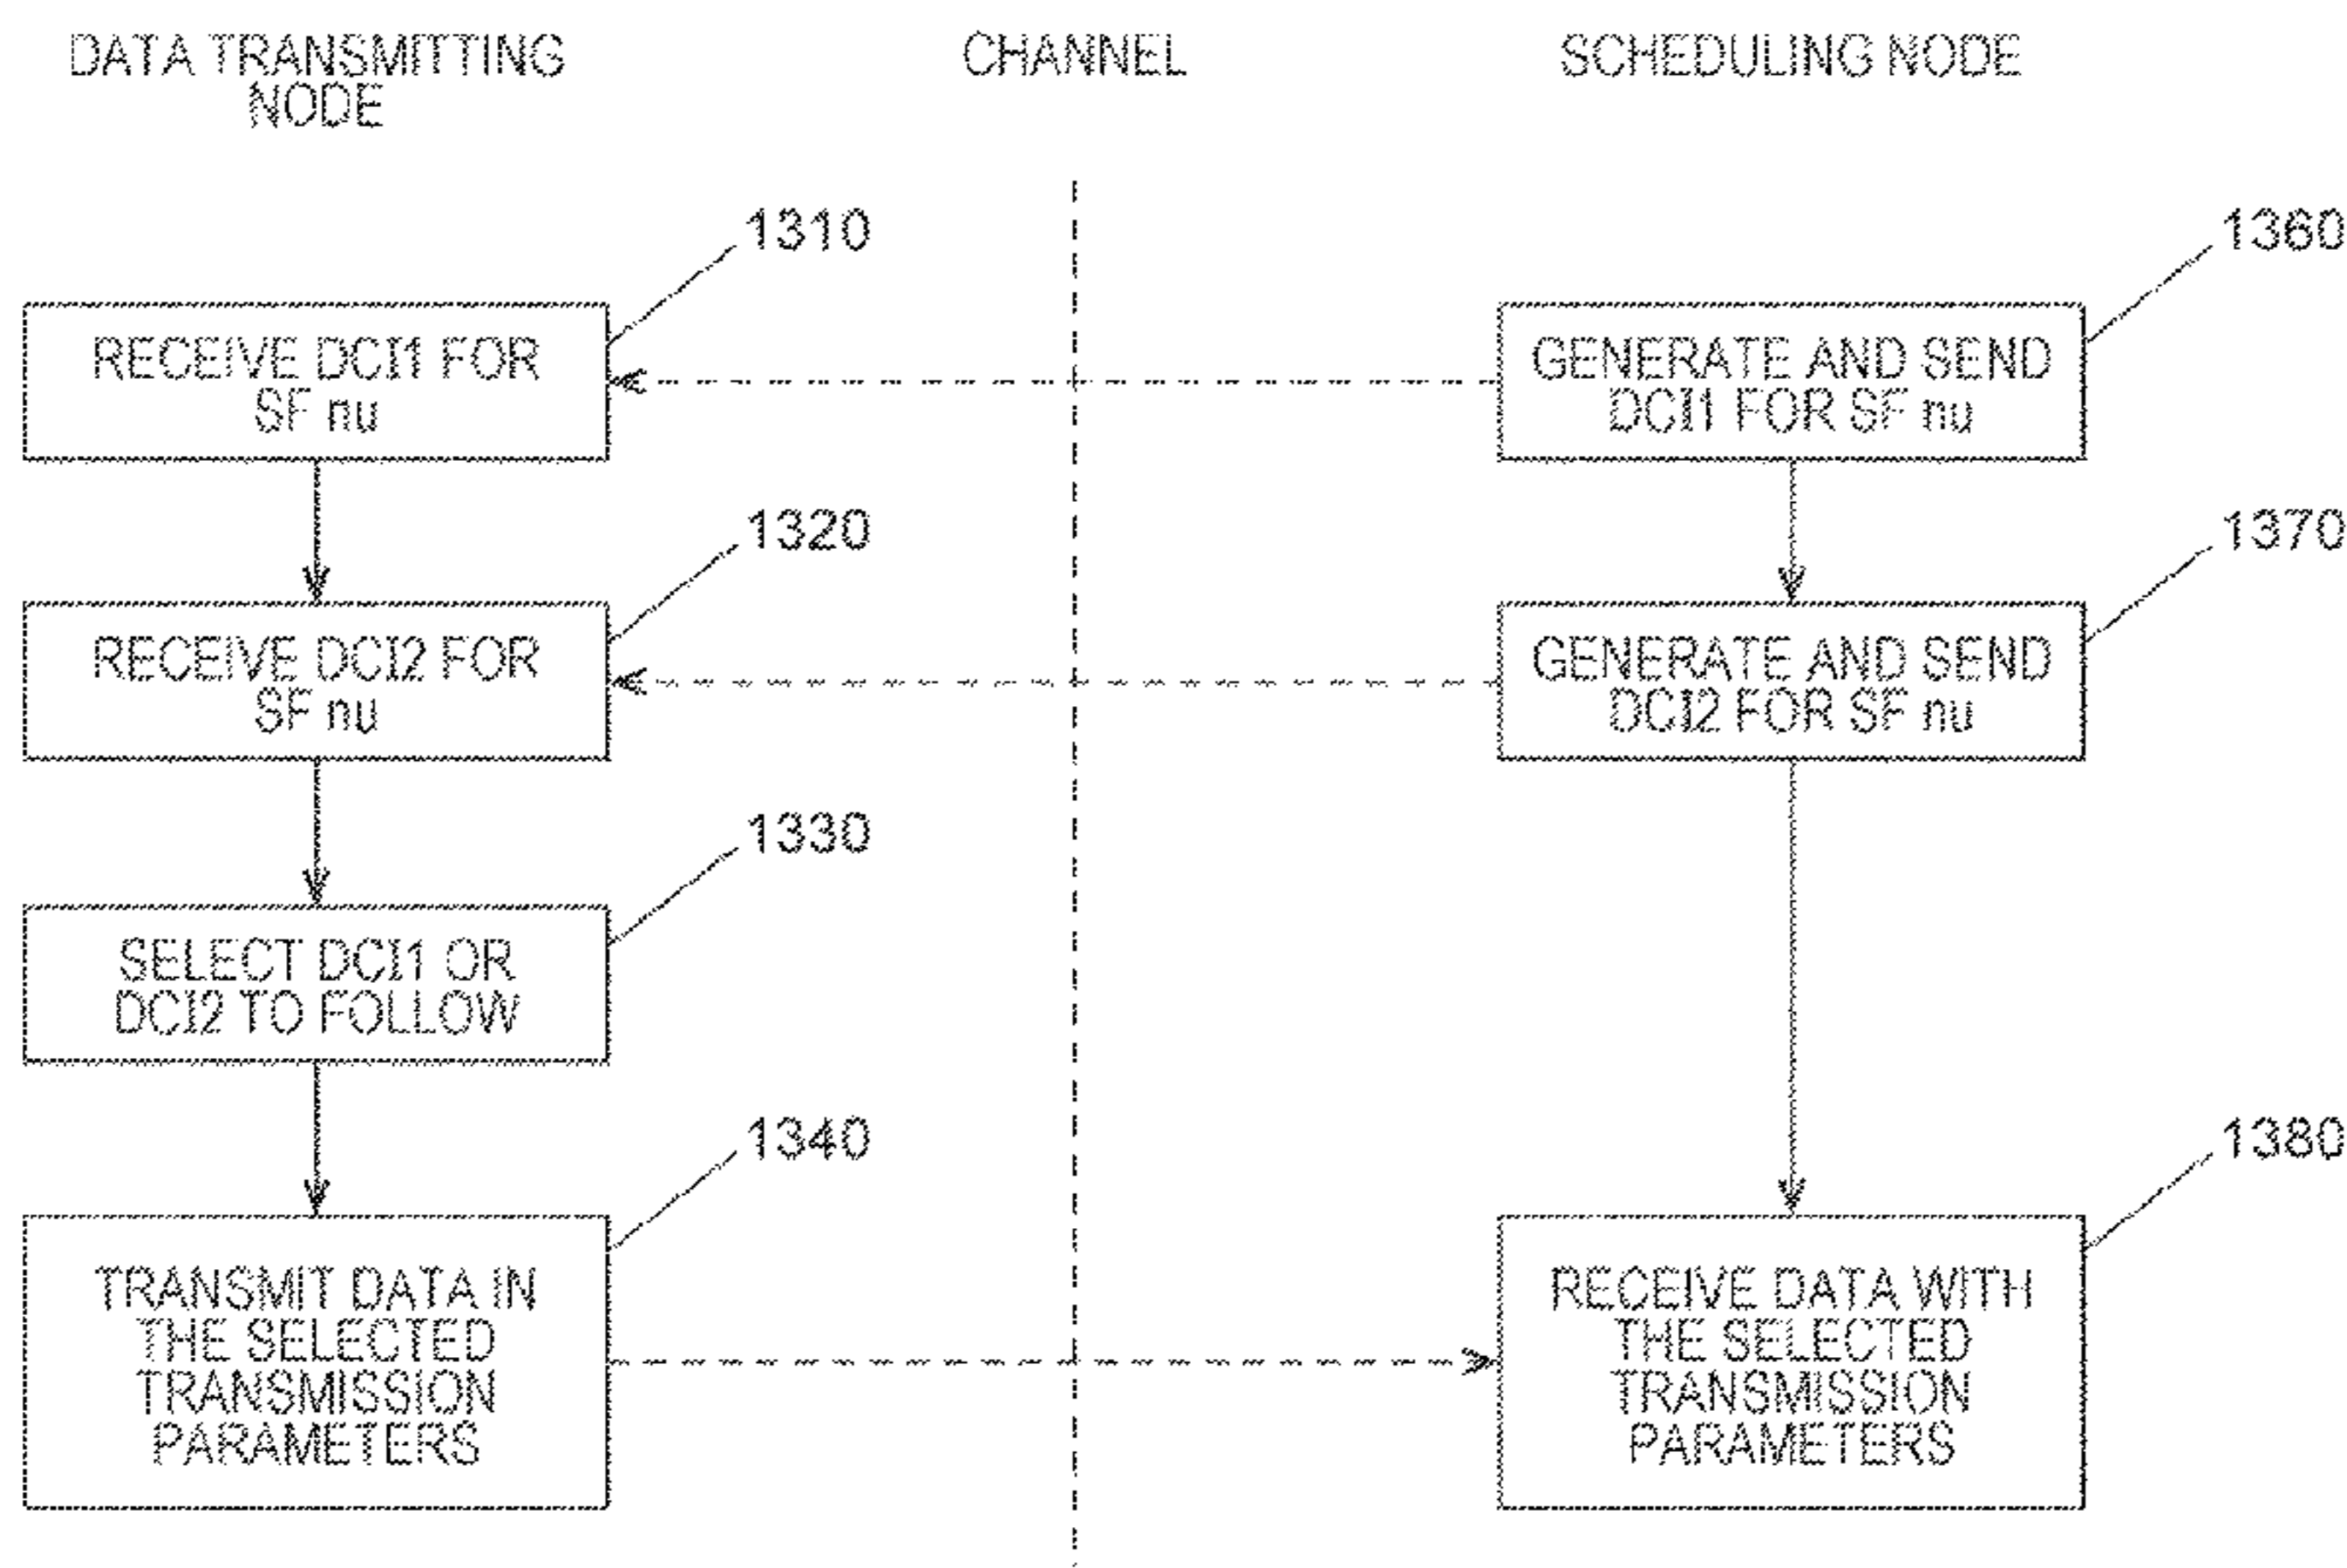 DATA TRANSMITTING
NODE
CHANNEL
SCHEDULING NODE
1310
1360
RECEIVE DCI1 FOR
SF nu
GENERATE AND SEND
DCI1 FOR SF nu
1320
1370
RECEIVE DCI2 FOR
SF nu
GENERATE AND SEND
DCI2 FOR SF nu
1330
SELECT DCI1 OR
DCI2 TO FOLLOW
1340
1380
TRANSMIT DATA IN
THE SELECTED
TRANSMISSION
PARAMETERS
RECEIVE DATA WITH
THE SELECTED
TRANSMISSION
PARAMETERS